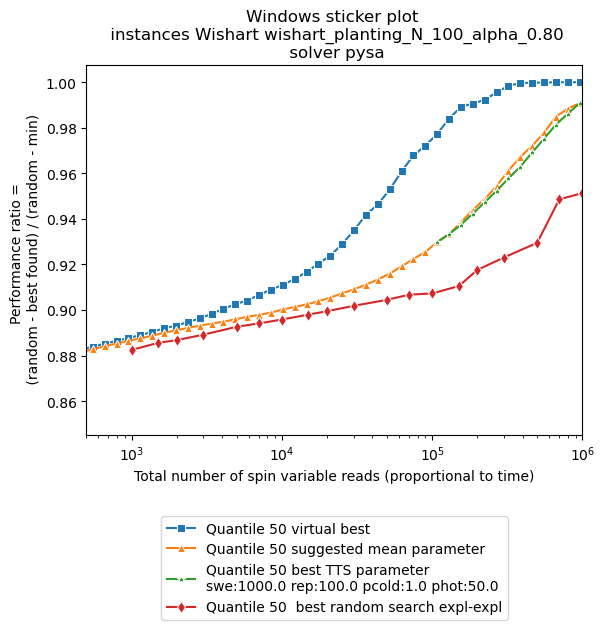 Windows sticker plot
instances Wishart wishart_planting_N_100_alpha_0.80
solver pysa
Performance ratio =
(random - best found) / (random - min)
1.00
0.98
0.96
0.94
0.92
0.90
0.88
0.86
10³
10⁴
10⁵
10⁶
Total number of spin variable reads (proportional to time)
Quantile 50 virtual best
Quantile 50 suggested mean parameter
Quantile 50 best TTS parameter
swe:1000.0 rep:100.0 pcold:1.0 phot:50.0
Quantile 50  best random search expl-expl